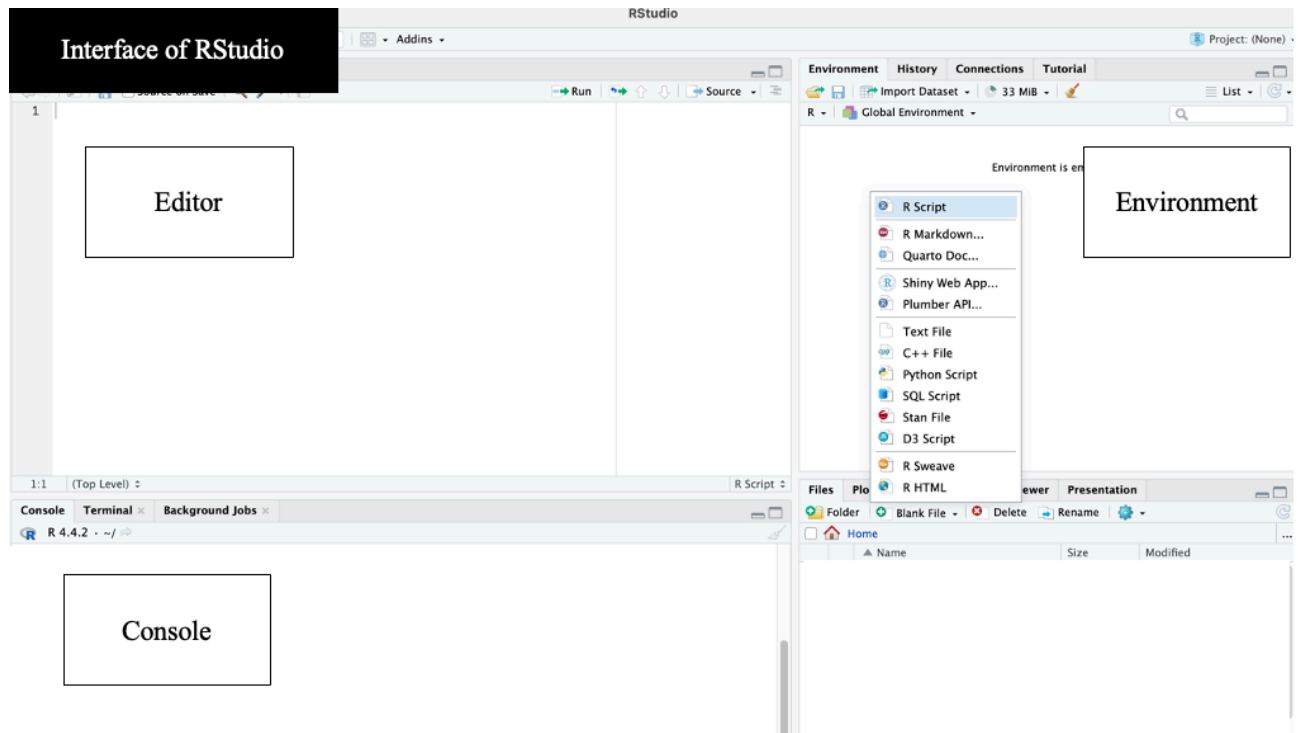 RStudio
Interface of RStudio
Addins
Project: (None)
Run
Source
1
Editor
1:1 (Top Level) R Script
Environment History Connections Tutorial
Import Dataset 33 MiB List
R Global Environment
Environment is em
Environment
R Script
R Markdown...
Quarto Doc...
Shiny Web App...
Plumber API...
Text File
C++ File
Python Script
SQL Script
Stan File
D3 Script
R Sweave
R HTML
Console Terminal Background Jobs
R 4.4.2 · ~/
Console
Files Presentation
Folder Blank File Delete Rename
Home ...
Name Size Modified